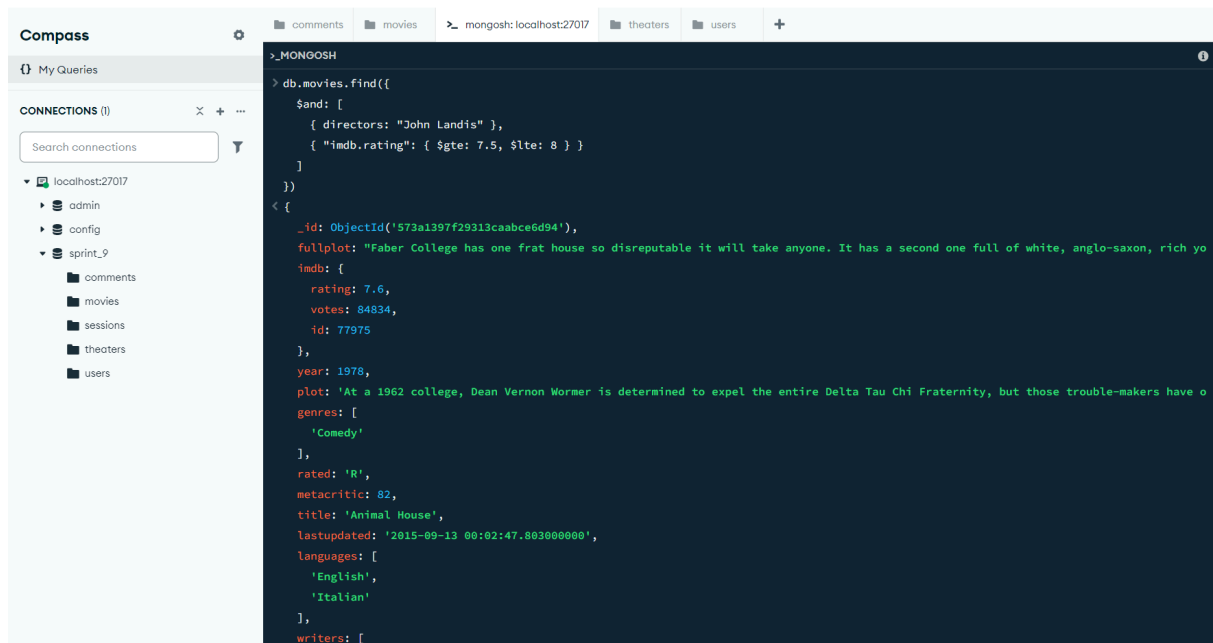 Compass
{} My Queries
CONNECTIONS (1)
Search connections
localhost:27017
admin
config
sprint_9
comments
movies
sessions
theaters
users
comments
movies
>_ mongosh: localhost:27017
theaters
users
+
>_MONGOSH
> db.movies.find({
$and: [
{ directors: "John Landis" },
{ "imdb.rating": { $gte: 7.5, $lte: 8 } }
]
})
< {
_id: ObjectId('573a1397f29313caabce6d94'),
fullplot: "Faber College has one frat house so disreputable it will take anyone. It has a second one full of white, anglo-saxon, rich yo
imdb: {
rating: 7.6,
votes: 84834,
id: 77975
},
year: 1978,
plot: 'At a 1962 college, Dean Vernon Wormer is determined to expel the entire Delta Tau Chi Fraternity, but those trouble-makers have o
genres: [
'Comedy'
],
rated: 'R',
metacritic: 82,
title: 'Animal House',
lastupdated: '2015-09-13 00:02:47.803000000',
languages: [
'English',
'Italian'
],
writers: [